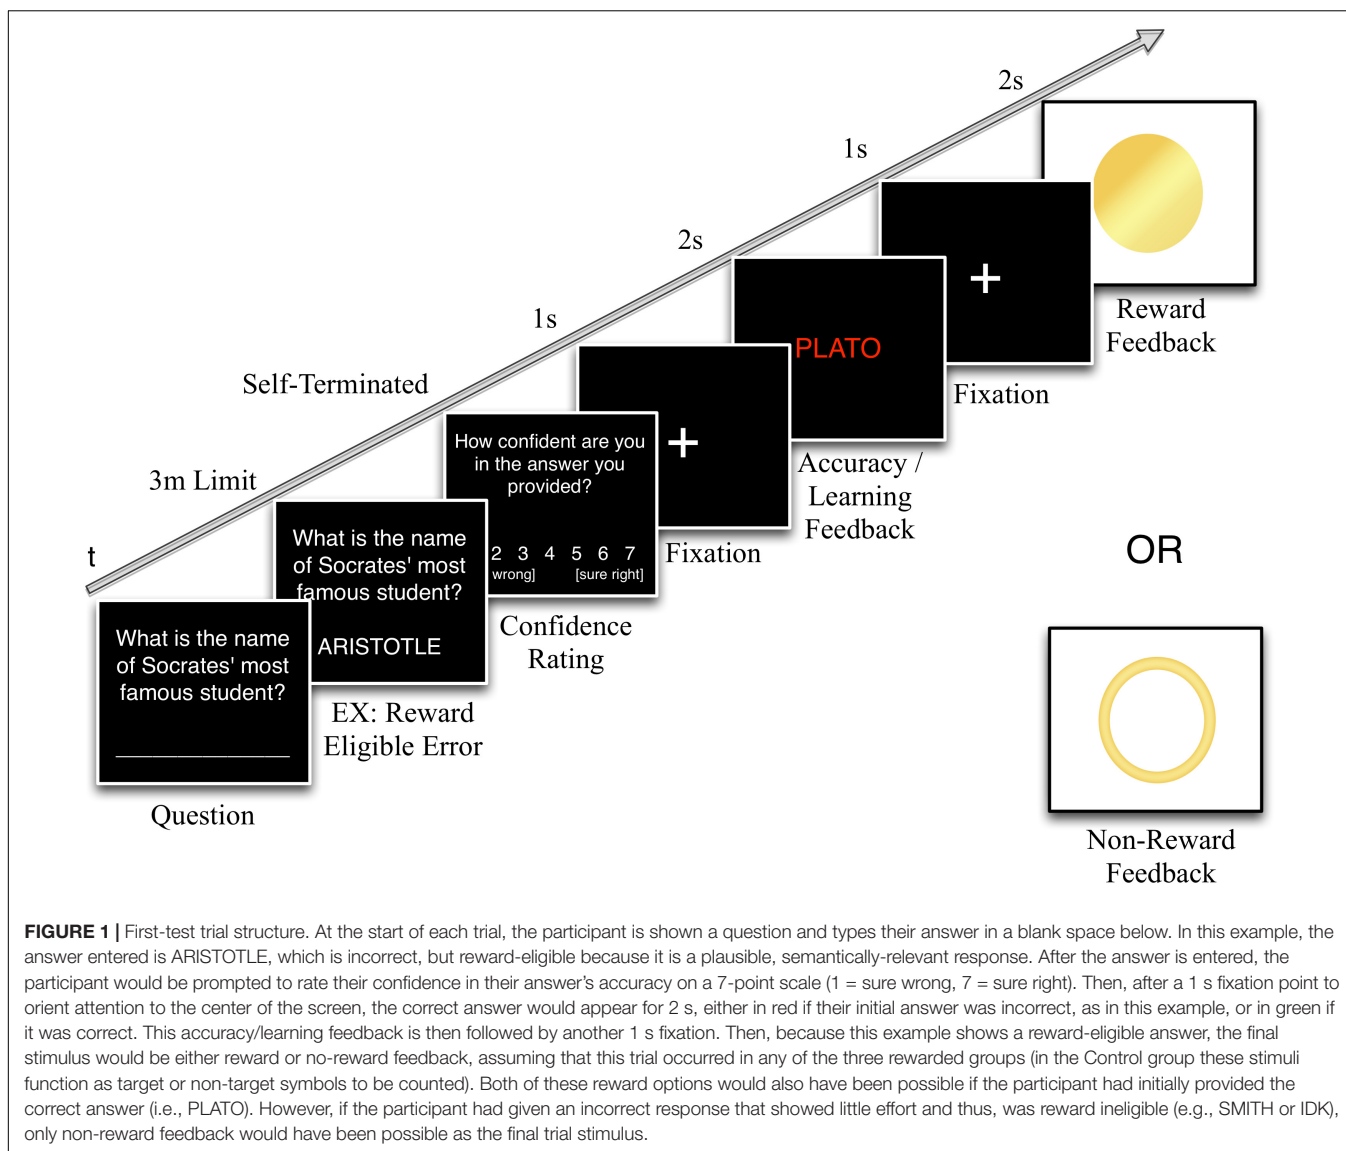 2s
1s
2s
1s
Self-Terminated
3m Limit
t
What is the name
of Socrates' most
famous student?
Question
What is the name
of Socrates' most
famous student?
ARISTOTLE
EX: Reward
Eligible Error
How confident are you
in the answer you
provided?
2 3 4 5 6 7
wrong] [sure right]
Confidence
Rating
+
Fixation
PLATO
Accuracy /
Learning
Feedback
+
Fixation
Reward
Feedback
OR
Non-Reward
Feedback
FIGURE 1 | First-test trial structure. At the start of each trial, the participant is shown a question and types their answer in a blank space below. In this example, the
answer entered is ARISTOTLE, which is incorrect, but reward-eligible because it is a plausible, semantically-relevant response. After the answer is entered, the
participant would be prompted to rate their confidence in their answer's accuracy on a 7-point scale (1 = sure wrong, 7 = sure right). Then, after a 1 s fixation point to
orient attention to the center of the screen, the correct answer would appear for 2 s, either in red if their initial answer was incorrect, as in this example, or in green if
it was correct. This accuracy/learning feedback is then followed by another 1 s fixation. Then, because this example shows a reward-eligible answer, the final
stimulus would be either reward or no-reward feedback, assuming that this trial occurred in any of the three rewarded groups (in the Control group these stimuli
function as target or non-target symbols to be counted). Both of these reward options would also have been possible if the participant had initially provided the
correct answer (i.e., PLATO). However, if the participant had given an incorrect response that showed little effort and thus, was reward ineligible (e.g., SMITH or IDK),
only non-reward feedback would have been possible as the final trial stimulus.